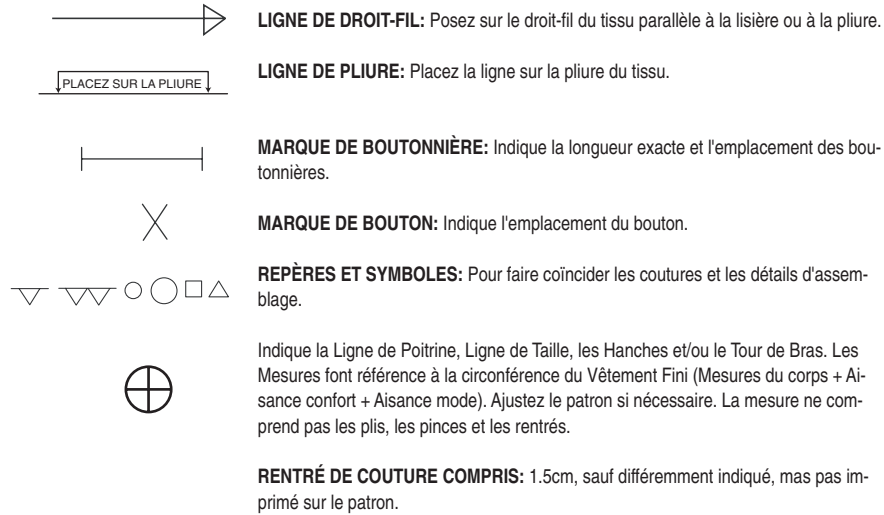 LIGNE DE DROIT-FIL: Posez sur le droit-fil du tissu parallèle à la lisière ou à la pliure.
PLACEZ SUR LA PLIURE
LIGNE DE PLIURE: Placez la ligne sur la pliure du tissu.
MARQUE DE BOUTONNIÈRE: Indique la longueur exacte et l'emplacement des bou-
tonnières.
MARQUE DE BOUTON: Indique l'emplacement du bouton.
REPÈRES ET SYMBOLES: Pour faire coïncider les coutures et les détails d'assem-
blage.
Indique la Ligne de Poitrine, Ligne de Taille, les Hanches et/ou le Tour de Bras. Les
Mesures font référence à la circonférence du Vêtement Fini (Mesures du corps + Ai-
sance confort + Aisance mode). Ajustez le patron si nécessaire. La mesure ne com-
prend pas les plis, les pinces et les rentrés.
RENTRÉ DE COUTURE COMPRIS: 1.5cm, sauf différemment indiqué, mas pas im-
primé sur le patron.